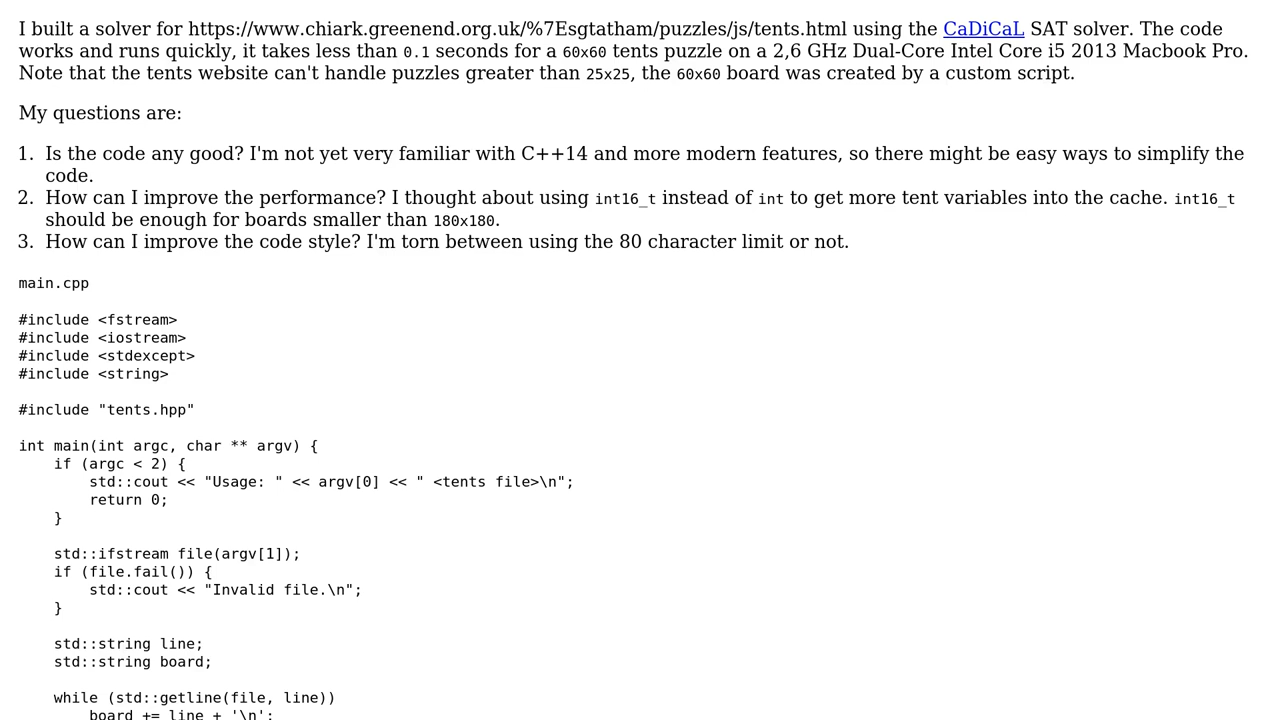 I built a solver for https://www.chiark.greenend.org.uk/%7Esgtatham/puzzles/js/tents.html using the CaDiCaL SAT solver. The code
works and runs quickly, it takes less than 0.1 seconds for a 60x60 tents puzzle on a 2,6 GHz Dual-Core Intel Core i5 2013 Macbook Pro.
Note that the tents website can't handle puzzles greater than 25x25, the 60x60 board was created by a custom script.
My questions are:
1. Is the code any good? I'm not yet very familiar with C++14 and more modern features, so there might be easy ways to simplify the
code.
2. How can I improve the performance? I thought about using int16_t instead of int to get more tent variables into the cache. int16_t
should be enough for boards smaller than 180x180.
3. How can I improve the code style? I'm torn between using the 80 character limit or not.
main.cpp
#include <fstream>
#include <iostream>
#include <stdexcept>
#include <string>
#include "tents.hpp"
int main(int argc, char ** argv) {
    if (argc < 2) {
        std::cout << "Usage: " << argv[0] << " <tents file>\n";
        return 0;
    }
    std::ifstream file(argv[1]);
    if (file.fail()) {
        std::cout << "Invalid file.\n";
    }
    std::string line;
    std::string board;
    while (std::getline(file, line))
        board += line + '\n';